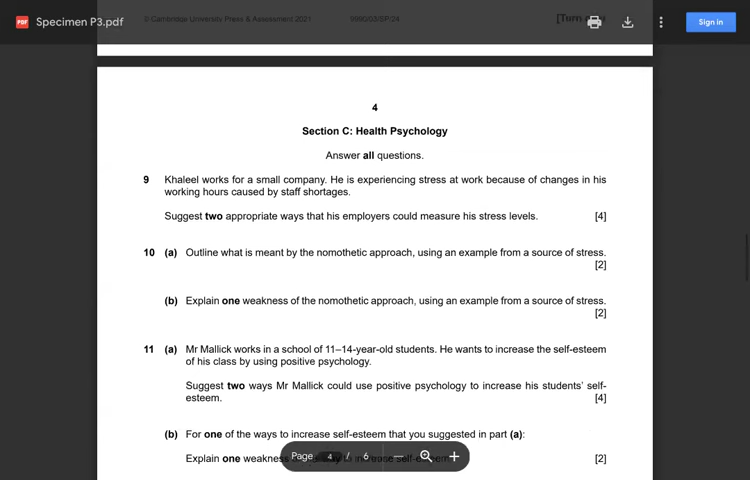 Specimen P3.pdf
© Cambridge University Press & Assessment 2021 9990/03/SP/24 [Turn over
Sign in
4
Section C: Health Psychology
Answer all questions.
9 Khaleel works for a small company. He is experiencing stress at work because of changes in his
working hours caused by staff shortages.
Suggest two appropriate ways that his employers could measure his stress levels. [4]
10 (a) Outline what is meant by the nomothetic approach, using an example from a source of stress.
[2]
(b) Explain one weakness of the nomothetic approach, using an example from a source of stress.
[2]
11 (a) Mr Mallick works in a school of 11–14-year-old students. He wants to increase the self-esteem
of his class by using positive psychology.
Suggest two ways Mr Mallick could use positive psychology to increase his students' self-
esteem. [4]
(b) For one of the ways to increase self-esteem that you suggested in part (a):
Explain one weakness to increase self-esteem [2]
Page 4 / 6